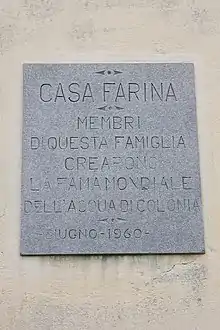 CASA FARINA
MEMBRI
DI QUESTA FAMIGLIA
CREARONO
LA FAMA MONDIALE
DELL'ACQUA DI COLONIA
GIUGNO-1960-